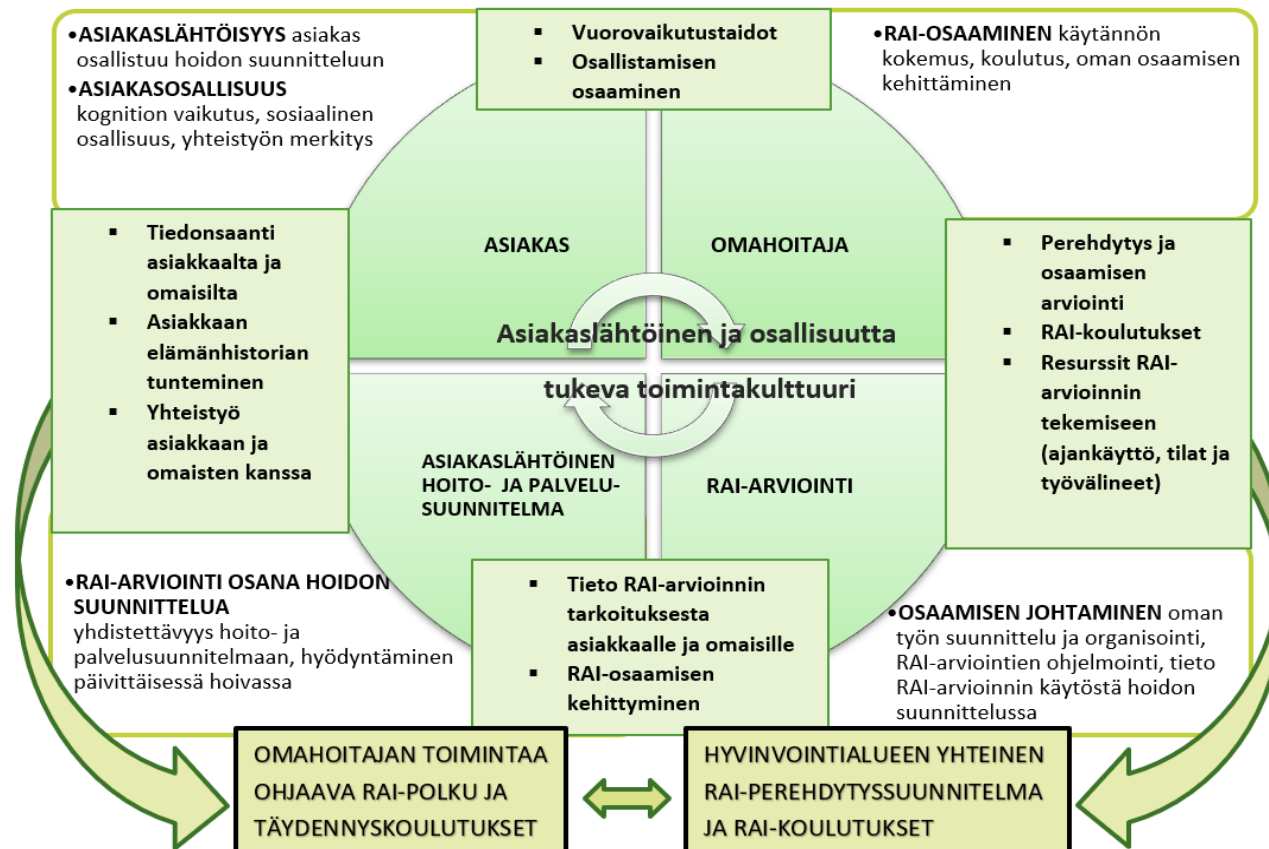 •ASIAKASLÄHTÖISYYS asiakas
osallistuu hoidon suunnitteluun
•ASIAKASOSALLISUUS
kognition vaikutus, sosiaalinen
osallisuus, yhteistyön merkitys
▪ Vuorovaikutustaidot
▪ Osallistamisen
osaaminen
•RAI-OSAAMINEN käytännön
kokemus, koulutus, oman osaamisen
kehittäminen
▪ Tiedonsaanti
asiakkaalta ja
omaisilta
▪ Asiakkaan
elämänhistorian
tunteminen
▪ Yhteistyö
asiakkaan ja
omaisten kanssa
ASIAKAS
OMAHOITAJA
Asiakaslähtöinen ja osallisuutta
tukeva toimintakulttuuri
ASIAKASLÄHTÖINEN
HOITO- JA PALVELU-
SUUNNITELMA
RAI-ARVIOINTI
▪ Perehdytys ja
osaamisen
arviointi
▪ RAI-koulutukset
▪ Resurssit RAI-
arvioinnin
tekemiseen
(ajankäyttö, tilat ja
työvälineet)
•RAI-ARVIOINTI OSANA HOIDON
SUUNNITTELUA
yhdistettävyys hoito- ja
palvelusuunnitelmaan, hyödyntäminen
päivittäisessä hoivassa
▪ Tieto RAI-arvioinnin
tarkoituksesta
asiakkaalle ja omaisille
▪ RAI-osaamisen
kehittyminen
•OSAAMISEN JOHTAMINEN oman
työn suunnittelu ja organisointi,
RAI-arviointien ohjelmointi, tieto
RAI-arvioinnin käytöstä hoidon
suunnittelussa
OMAHOITAJAN TOIMINTAA
OHJAAVA RAI-POLKU JA
TÄYDENNYSKOULUTUKSET
HYVINVOINTIALUEEN YHTEINEN
RAI-PEREHDYTYSSUUNNITELMA
JA RAI-KOULUTUKSET